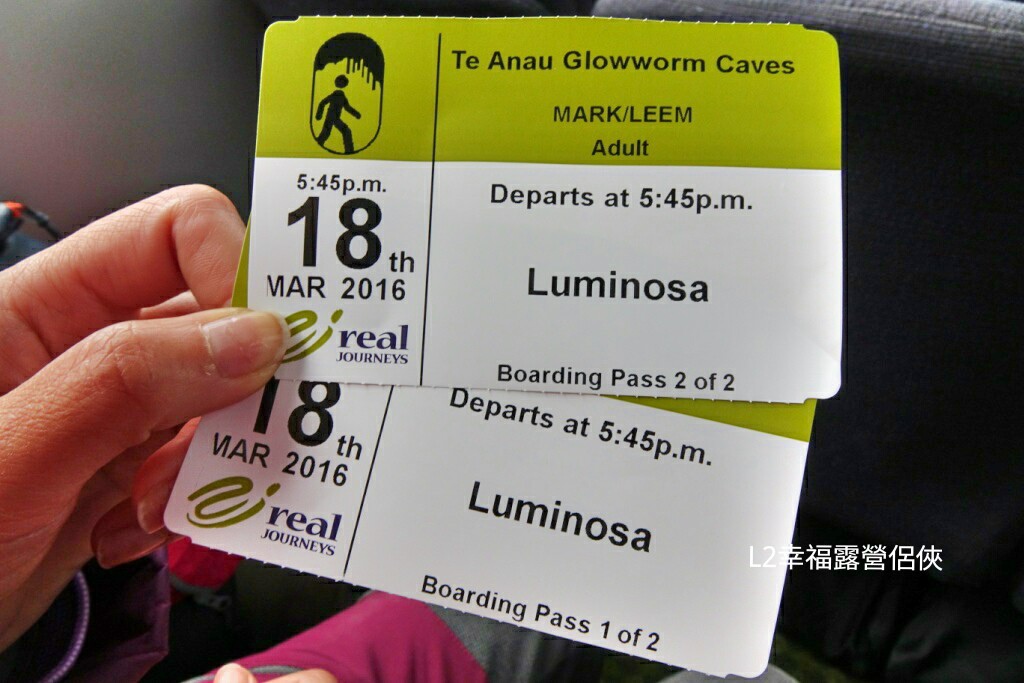 Te Anau Glowworm Caves
MARK/LEEM
Adult
5:45p.m.
18th
MAR 2016
real
JOURNEYS
Departs at 5:45p.m.
Luminosa
Boarding Pass 2 of 2
18th
MAR 2016
real
JOURNEYS
Departs at 5:45p.m.
Luminosa
Boarding Pass 1 of 2
L2幸福露營侶俠